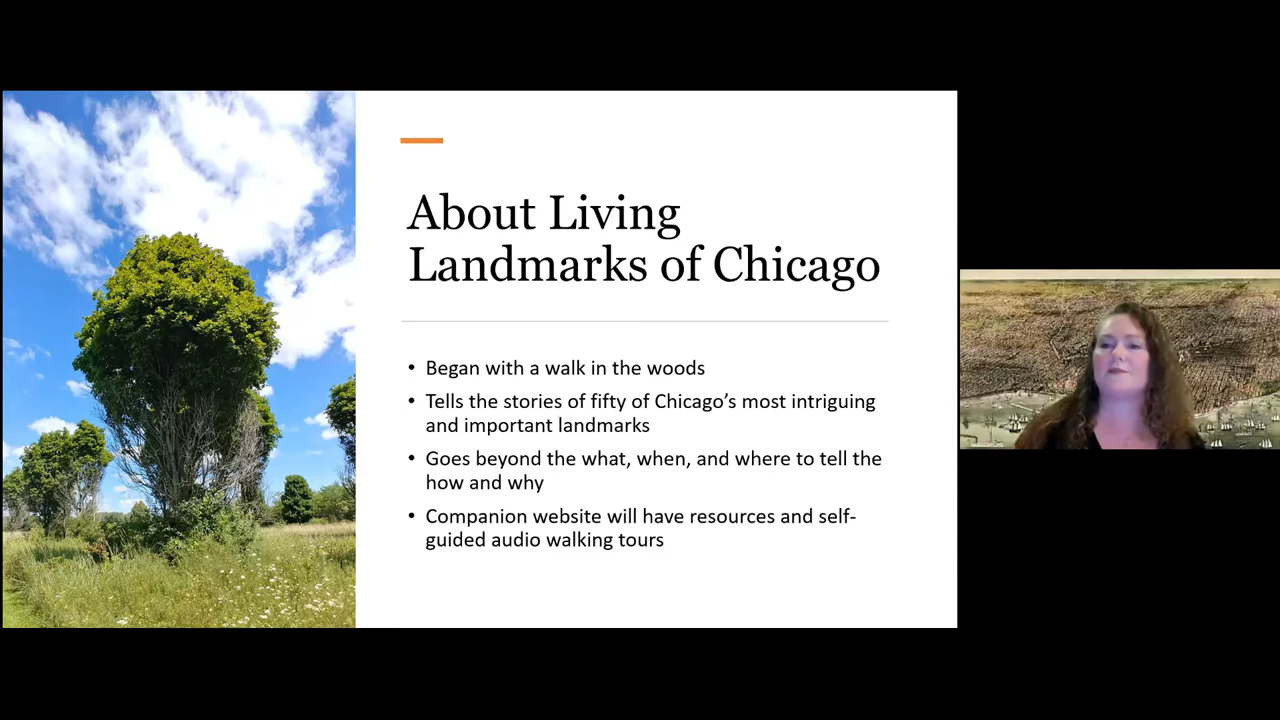 About Living
Landmarks of Chicago
• Began with a walk in the woods
• Tells the stories of fifty of Chicago’s most intriguing
and important landmarks
• Goes beyond the what, when, and where to tell the
how and why
• Companion website will have resources and self-
guided audio walking tours